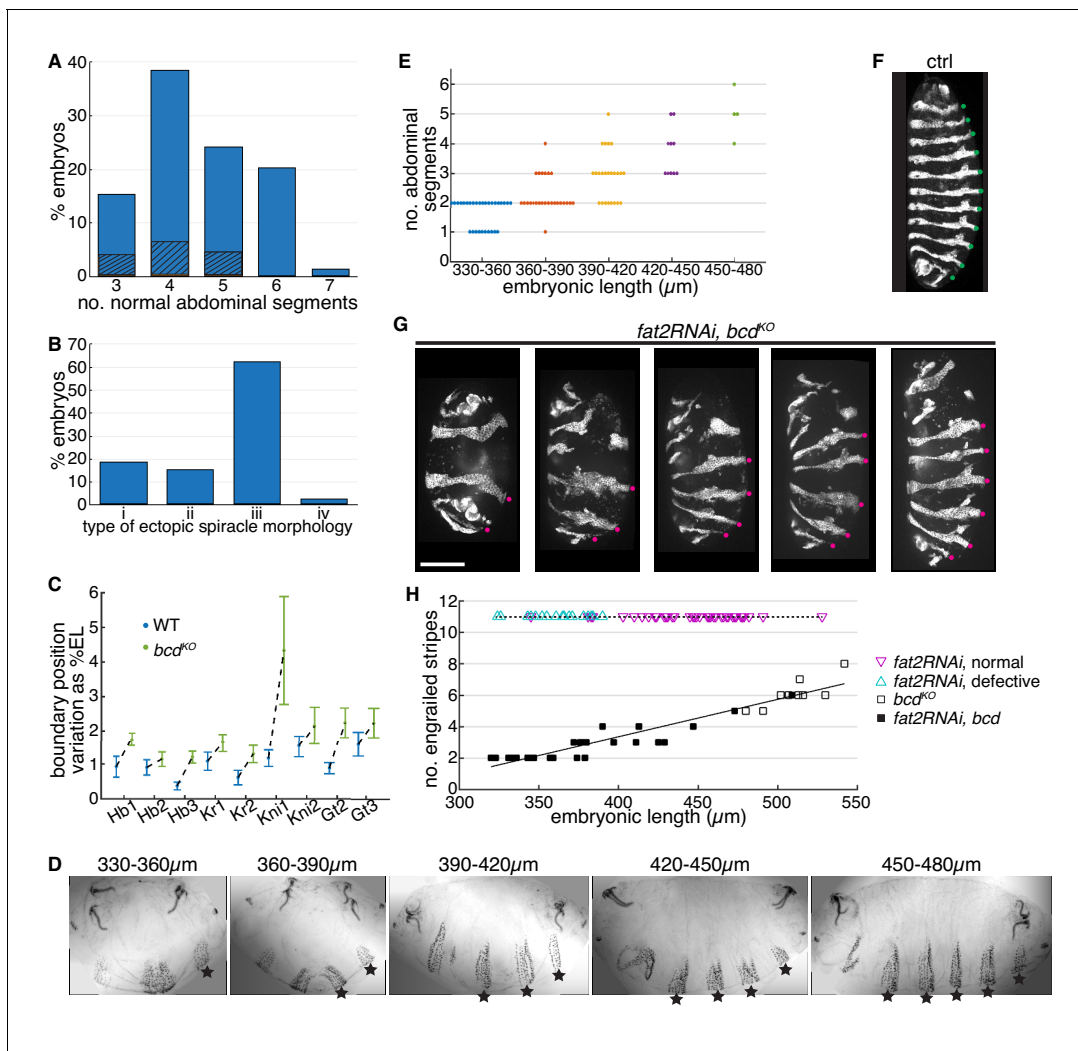 A
40
30
20
10
0
% embryos
3 4 5 6 7
no. normal abdominal segments
B
70
60
50
40
30
20
10
0
% embryos
i ii iii iv
type of ectopic spiracle morphology
C
6
5
4
3
2
1
0
boundary position
variation as %EL
WT
bcdᴷᴼ
Hb1 Hb2 Hb3 Kr1 Kr2 Kni1 Kni2 Gt2 Gt3
D
330-360µm 360-390µm 390-420µm 420-450µm 450-480µm
E
6
5
4
3
2
1
0
no. abdominal
segments
330-360 360-390 390-420 420-450 450-480
embryonic length (µm)
F
ctrl
G
fat2RNAi, bcdᴷᴼ
H
12
10
8
6
4
2
0
no. engrailed stripes
300 350 400 450 500 550
embryonic length (µm)
fat2RNAi, normal
fat2RNAi, defective
bcdᴷᴼ
fat2RNAi, bcd